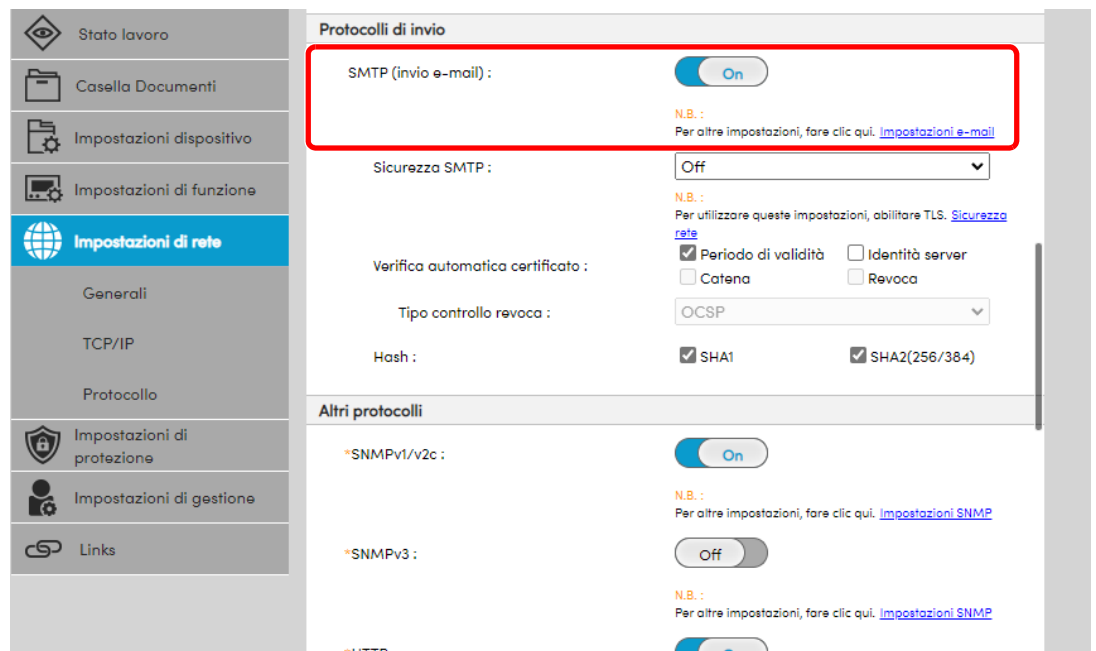 Stato lavoro
Casella Documenti
Impostazioni dispositivo
Impostazioni di funzione
Impostazioni di rete
Generali
TCP/IP
Protocollo
Impostazioni di
protezione
Impostazioni di gestione
Links
Protocolli di invio
SMTP (invio e-mail) :
On
N.B. :
Per altre impostazioni, fare clic qui. Impostazioni e-mail
Sicurezza SMTP :
Off
N.B. :
Per utilizzare queste impostazioni, abilitare TLS. Sicurezza
rete
Verifica automatica certificato :
Periodo di validità
Identità server
Catena
Revoca
Tipo controllo revoca :
OCSP
Hash :
SHA1
SHA2(256/384)
Altri protocolli
*SNMPv1/v2c :
On
N.B. :
Per altre impostazioni, fare clic qui. Impostazioni SNMP
*SNMPv3 :
Off
N.B. :
Per altre impostazioni, fare clic qui. Impostazioni SNMP